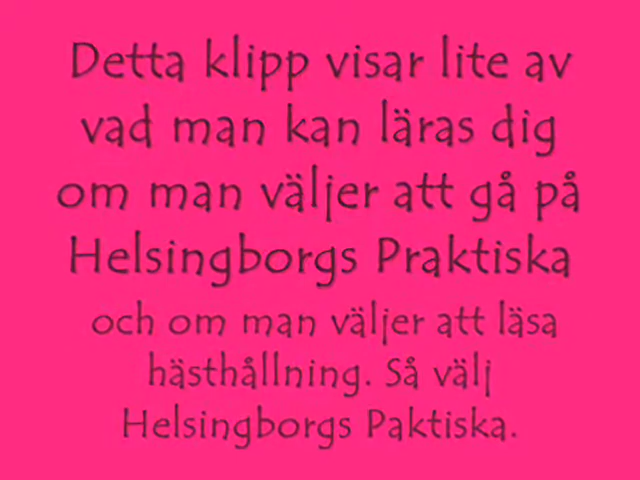 Detta klipp visar lite av
vad man kan läras dig
om man väljer att gå på
Helsingborgs Praktiska
och om man väljer att läsa
hästhållning. Så välj
Helsingborgs Paktiska.